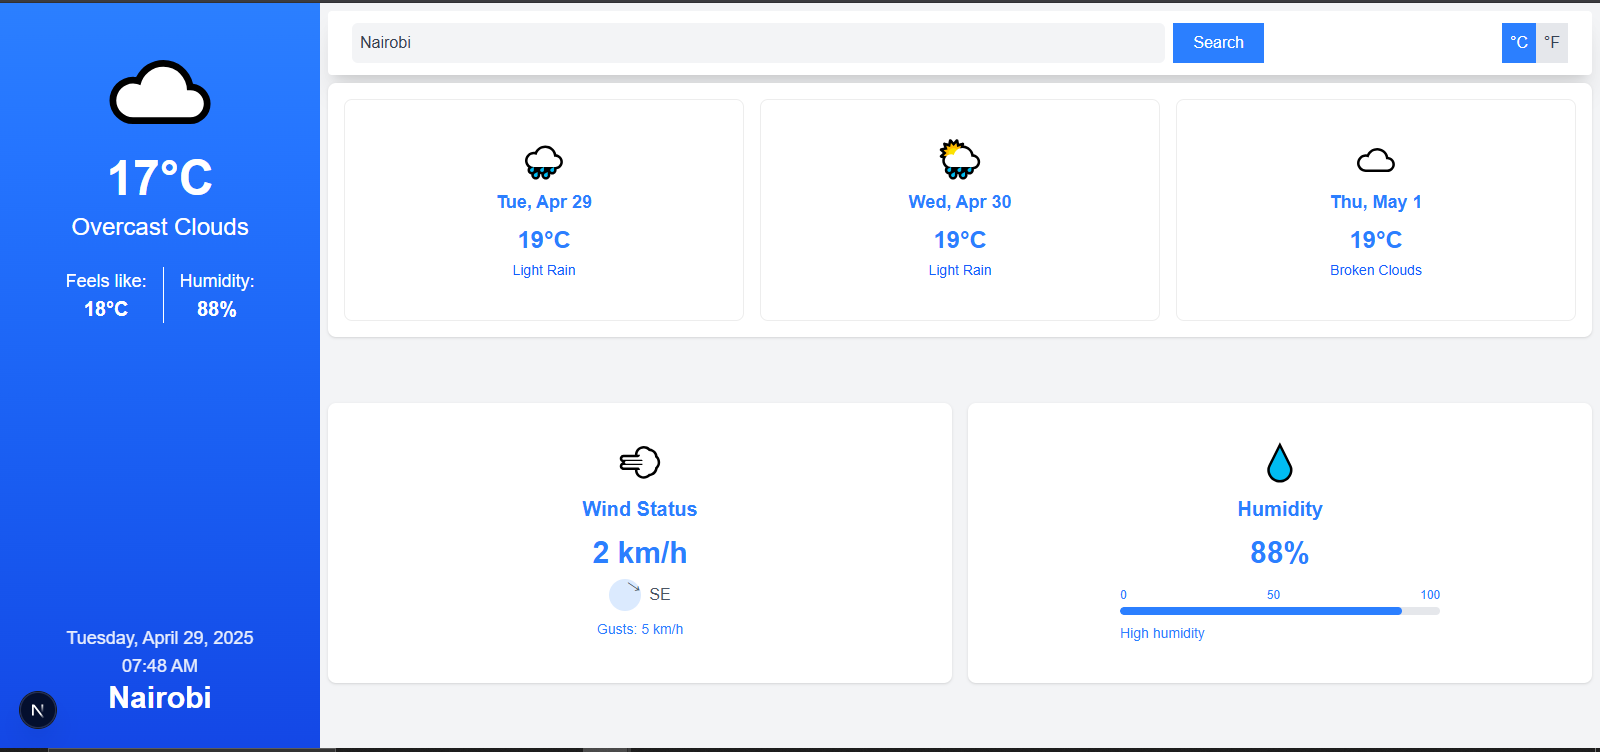 17°C
Overcast Clouds
Feels like: Humidity:
18°C 88%
Tuesday, April 29, 2025
07:48 AM
Nairobi
N
Nairobi Search °C °F
Tue, Apr 29
19°C
Light Rain
Wed, Apr 30
19°C
Light Rain
Thu, May 1
19°C
Broken Clouds
Wind Status
2 km/h
SE
Gusts: 5 km/h
Humidity
88%
0 50 100
High humidity